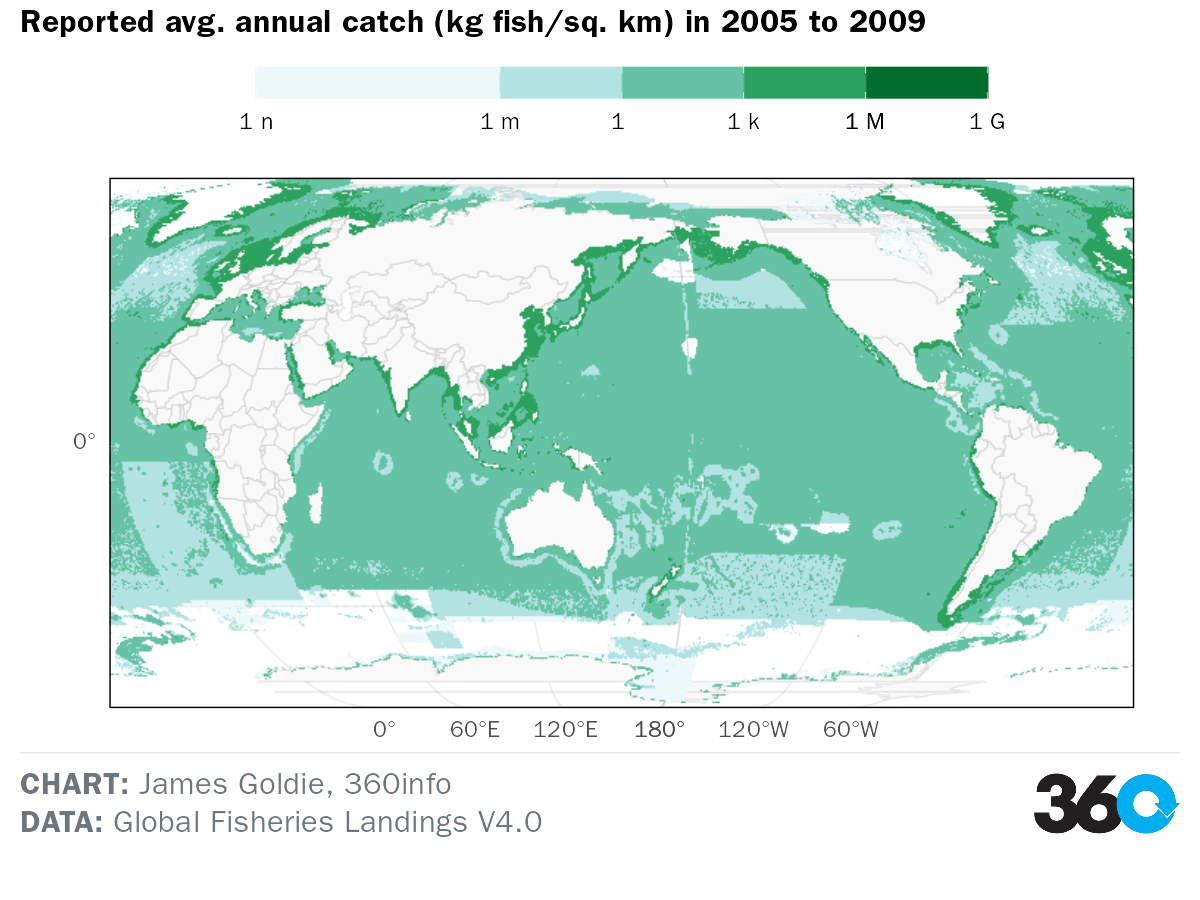 Reported avg. annual catch (kg fish/sq. km) in 2005 to 2009
1 n 1 m 1 1 k 1 M 1 G
0°
0° 60°E 120°E 180° 120°W 60°W
CHART: James Goldie, 360info
DATA: Global Fisheries Landings V4.0
360